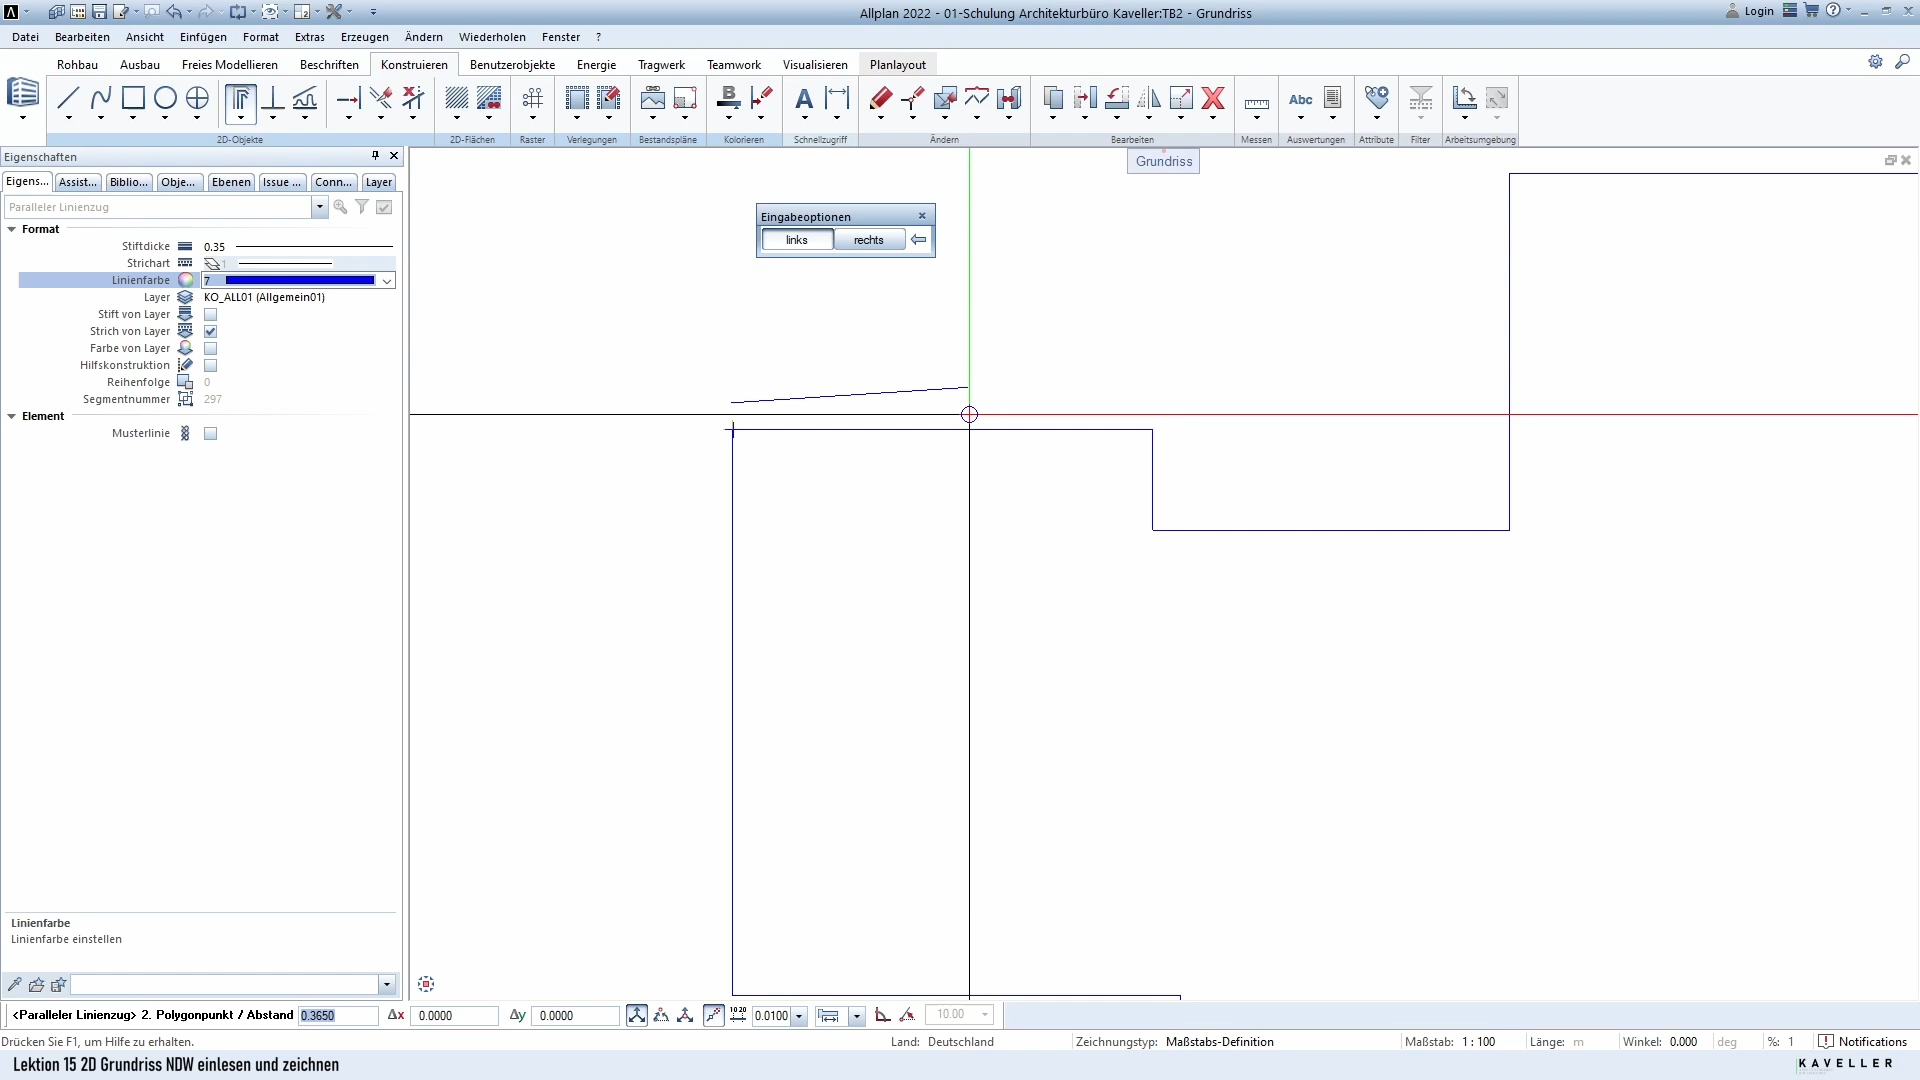 Allplan 2022 - 01-Schulung Architekturbüro Kaveller:TB2 - Grundriss
Login
Datei Bearbeiten Ansicht Einfügen Format Extras Erzeugen Ändern Wiederholen Fenster ?
Rohbau Ausbau Freies Modellieren Beschriften Konstruieren Benutzerobjekte Energie Tragwerk Teamwork Visualisieren Planlayout
B A Abc
2D-Objekte 2D-Flächen Raster Verlegungen Bestandspläne Kolorieren Schnellzugriff Ändern Bearbeiten Messen Auswertungen Attribute Filter Arbeitsumgebung
Eigenschaften
Eigens... Assist... Biblio... Obje... Ebenen Issue ... Conn... Layer
Paralleler Linienzug
Format
Stiftdicke 0.35
Strichart 1
Linienfarbe 7
Layer KO_ALL01 (Allgemein01)
Stift von Layer
Strich von Layer
Farbe von Layer
Hilfskonstruktion
Reihenfolge 0
Segmentnummer 297
Element
Musterlinie
Grundriss
Eingabeoptionen
links rechts
Linienfarbe
Linienfarbe einstellen
<Paralleler Linienzug> 2. Polygonpunkt / Abstand 0.3650 Δx 0.0000 Δy 0.0000 10 20 0.0100 10.00
Drücken Sie F1, um Hilfe zu erhalten. Land: Deutschland Zeichnungstyp: Maßstabs-Definition Maßstab: 1 : 100 Länge: m Winkel: 0.000 deg %: 1 Notifications
Lektion 15 2D Grundriss NDW einlesen und zeichnen
KAVELLER